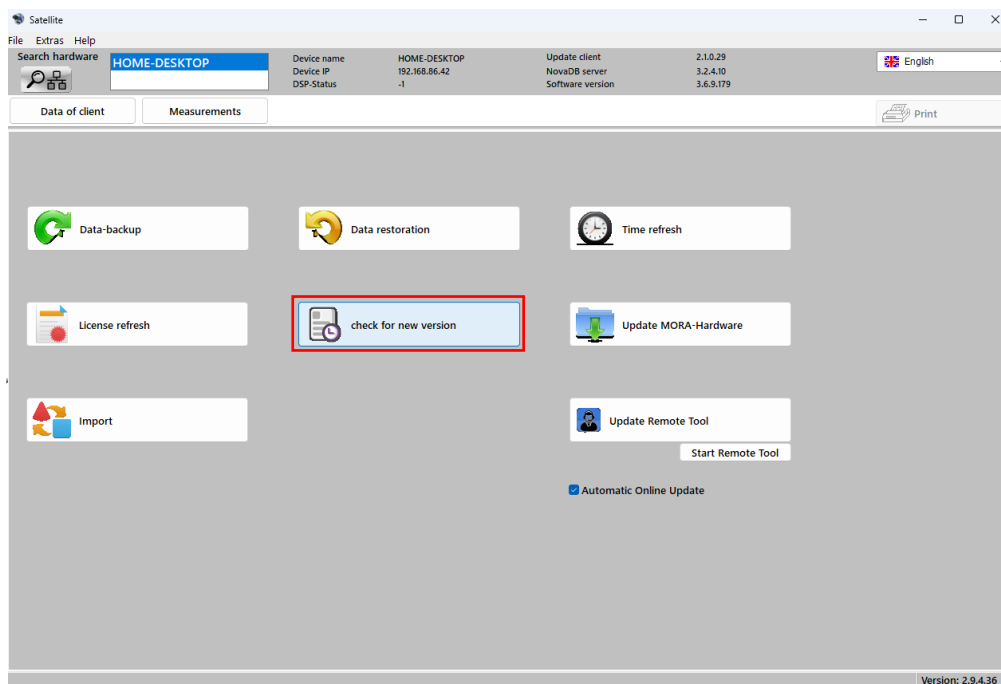 Satellite
File Extras Help
Search hardware
HOME-DESKTOP
Device name HOME-DESKTOP
Device IP 192.168.86.42
DSP-Status -1
Update client 2.1.0.29
NovaDB server 3.2.4.10
Software version 3.6.9.179
English
Data of client
Measurements
Print
Data-backup
Data restoration
Time refresh
License refresh
check for new version
Update MORA-Hardware
Import
Update Remote Tool
Start Remote Tool
Automatic Online Update
Version: 2.9.4.36